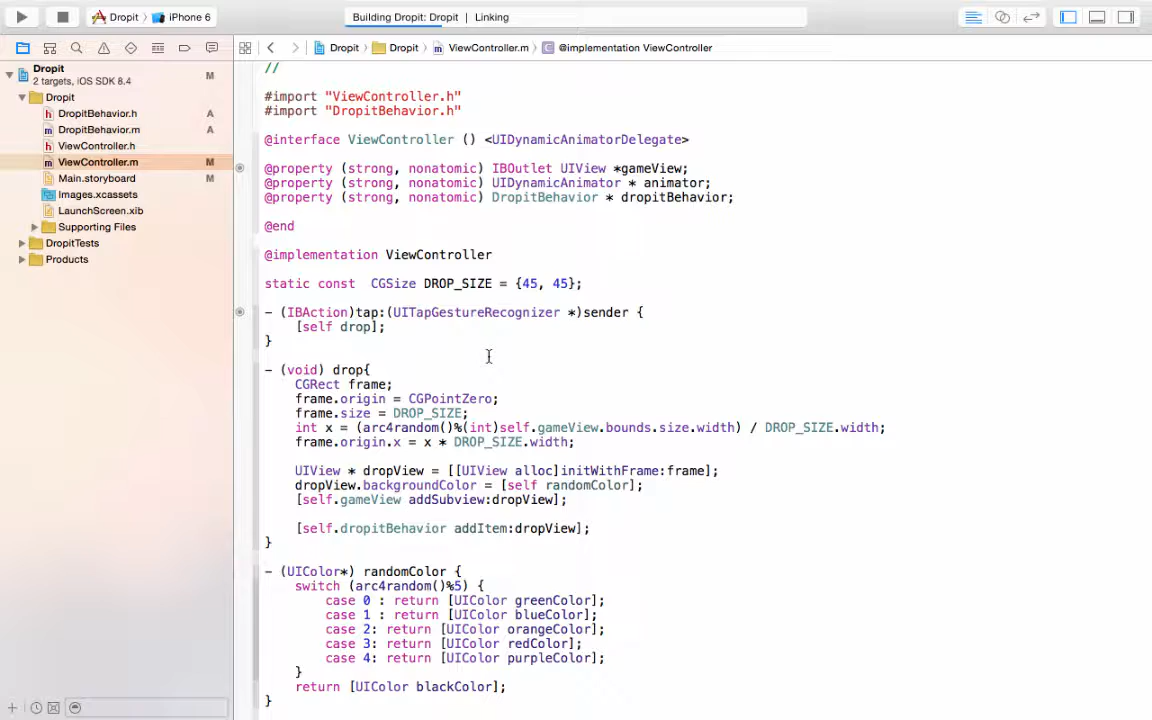 Dropit › iPhone 6
Building Dropit: Dropit | Linking
Dropit
2 targets, iOS SDK 8.4
M
Dropit
DropitBehavior.h A
DropitBehavior.m A
ViewController.h
ViewController.m M
Main.storyboard M
Images.xcassets
LaunchScreen.xib
Supporting Files
DropitTests
Products
Dropit › Dropit › ViewController.m › C @implementation ViewController
//
#import "ViewController.h"
#import "DropitBehavior.h"
@interface ViewController () <UIDynamicAnimatorDelegate>
@property (strong, nonatomic) IBOutlet UIView *gameView;
@property (strong, nonatomic) UIDynamicAnimator * animator;
@property (strong, nonatomic) DropitBehavior * dropitBehavior;
@end
@implementation ViewController
static const  CGSize DROP_SIZE = {45, 45};
- (IBAction)tap:(UITapGestureRecognizer *)sender {
    [self drop];
}
- (void) drop{
    CGRect frame;
    frame.origin = CGPointZero;
    frame.size = DROP_SIZE;
    int x = (arc4random()%(int)self.gameView.bounds.size.width) / DROP_SIZE.width;
    frame.origin.x = x * DROP_SIZE.width;
    UIView * dropView = [[UIView alloc]initWithFrame:frame];
    dropView.backgroundColor = [self randomColor];
    [self.gameView addSubview:dropView];
    [self.dropitBehavior addItem:dropView];
}
- (UIColor*) randomColor {
    switch (arc4random()%5) {
        case 0 : return [UIColor greenColor];
        case 1 : return [UIColor blueColor];
        case 2: return [UIColor orangeColor];
        case 3: return [UIColor redColor];
        case 4: return [UIColor purpleColor];
    }
    return [UIColor blackColor];
}